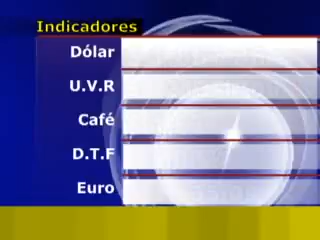 Indicadores
Dólar
U.V.R
Café
D.T.F
Euro